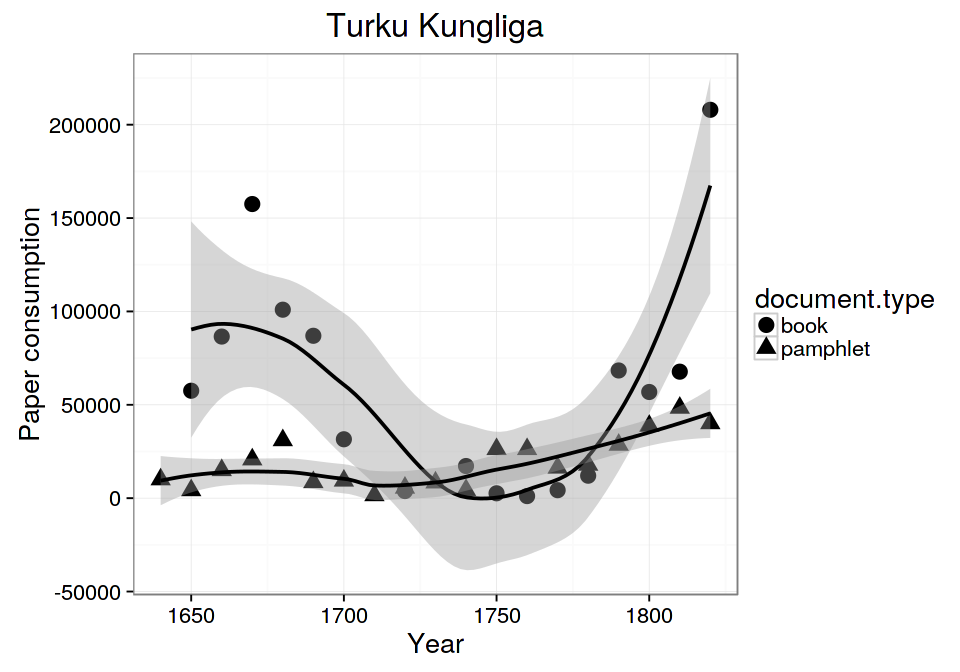 Turku Kungliga
200000
150000
100000
50000
0
-50000
Paper consumption
1650
1700
1750
1800
Year
document.type
book
pamphlet